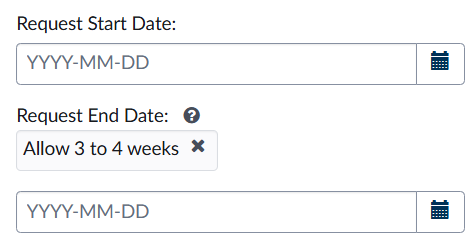 Request Start Date:
YYYY-MM-DD
Request End Date:
Allow 3 to 4 weeks
YYYY-MM-DD